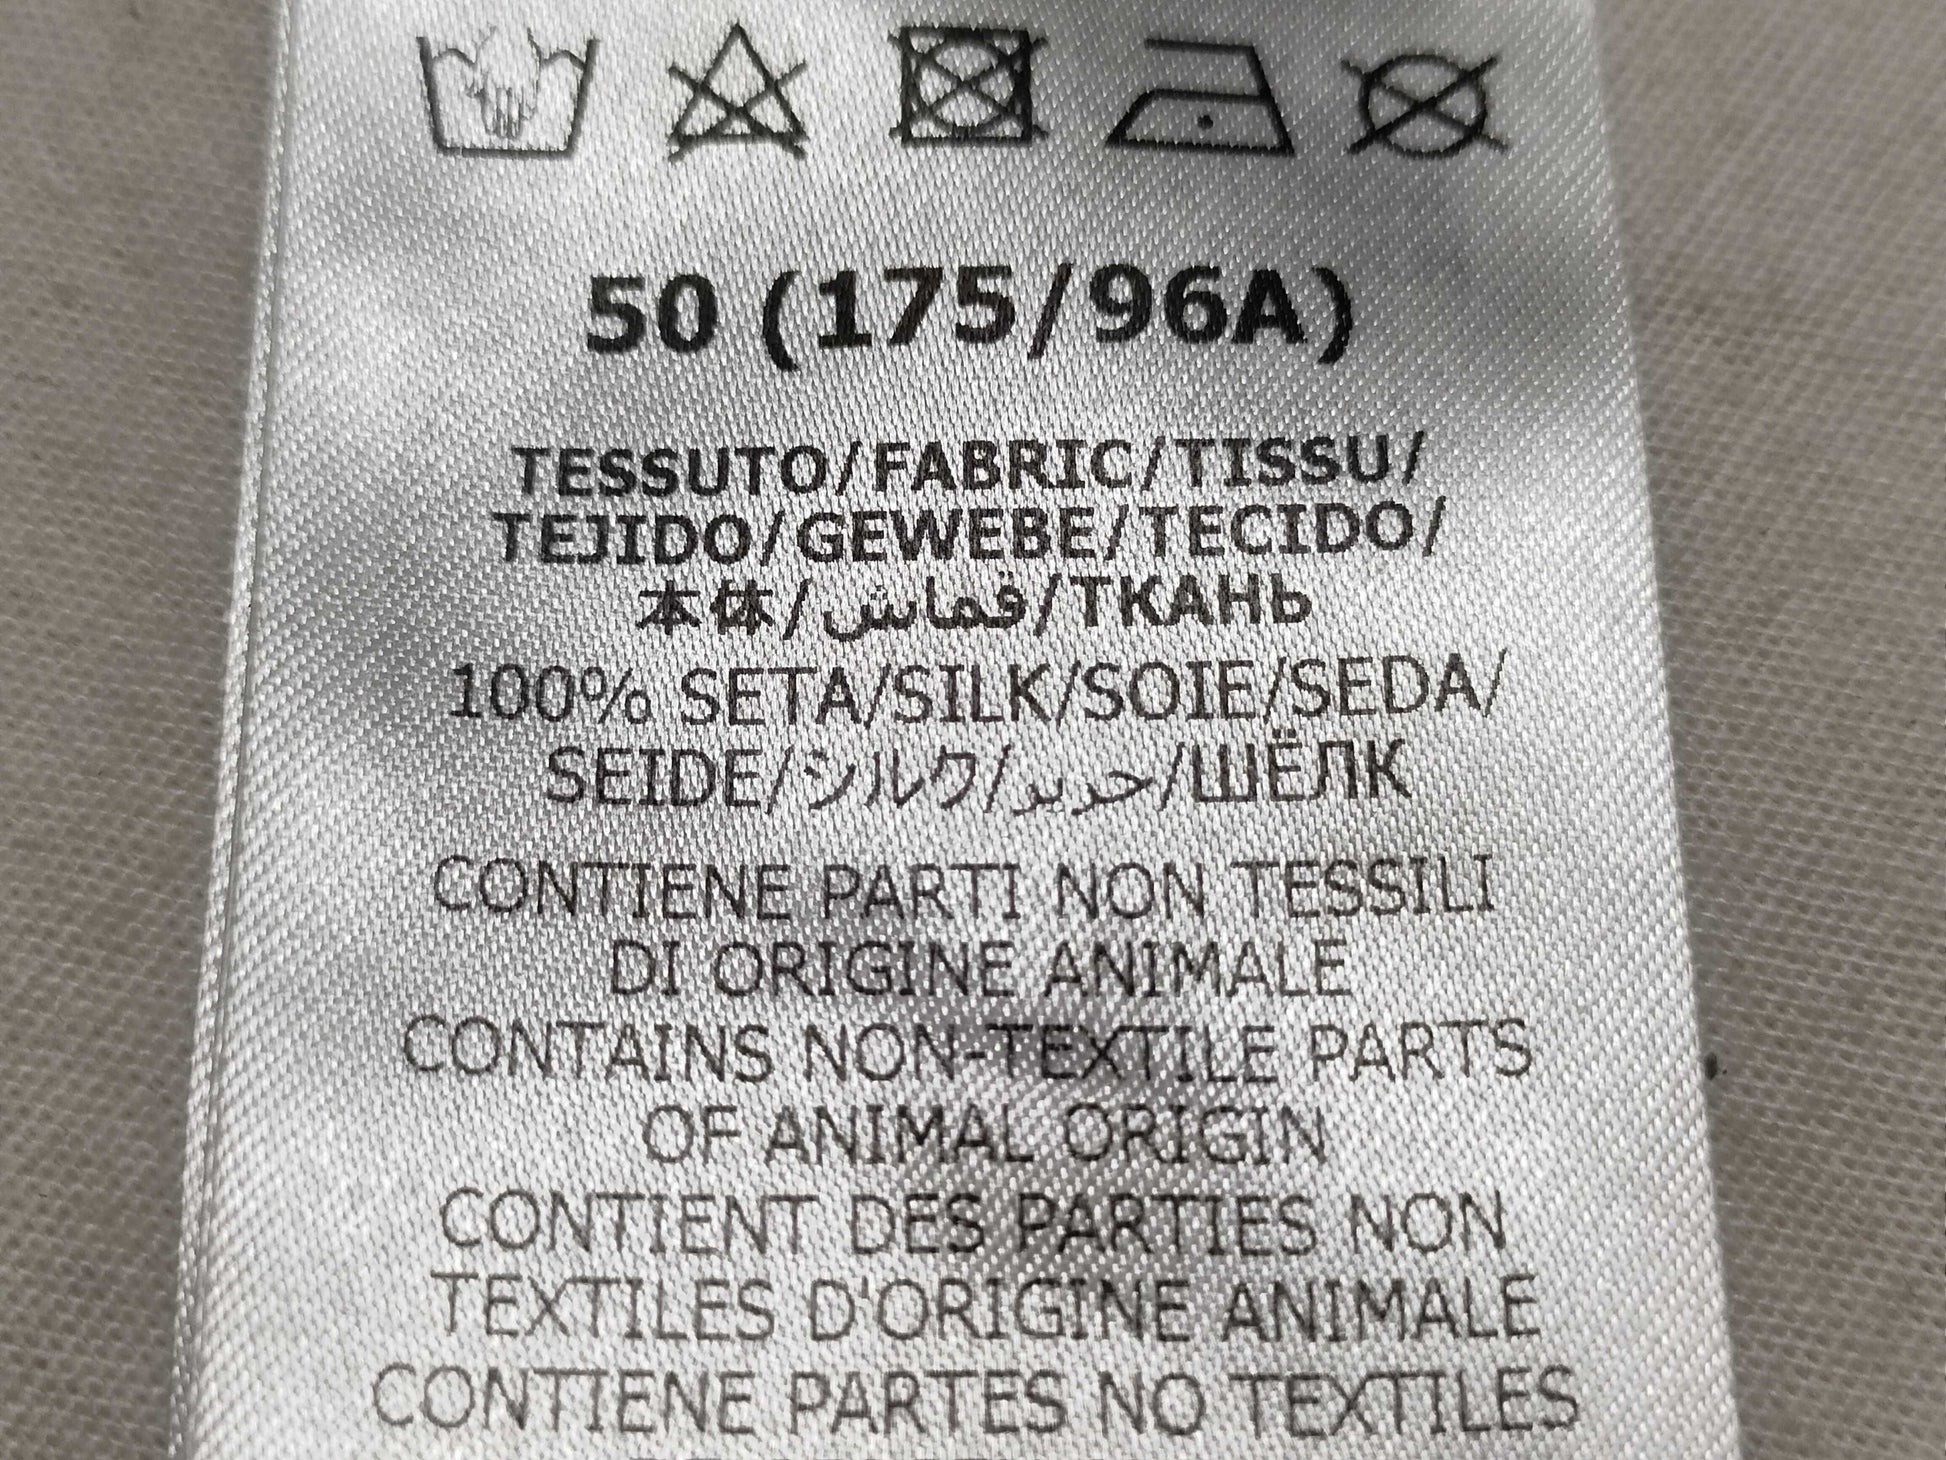 50 (175/96A)
TESSUTO/FABRIC/TISSU/
TEJIDO/GEWEBE/TECIDO/
本体/قماش/ТКАНЬ
100% SETA/SILK/SOIE/SEDA/
SEIDE/シルク/حرير/ШЁЛК
CONTIENE PARTI NON TESSILI
DI ORIGINE ANIMALE
CONTAINS NON-TEXTILE PARTS
OF ANIMAL ORIGIN
CONTIENT DES PARTIES NON
TEXTILES D'ORIGINE ANIMALE
CONTIENE PARTES NO TEXTILES